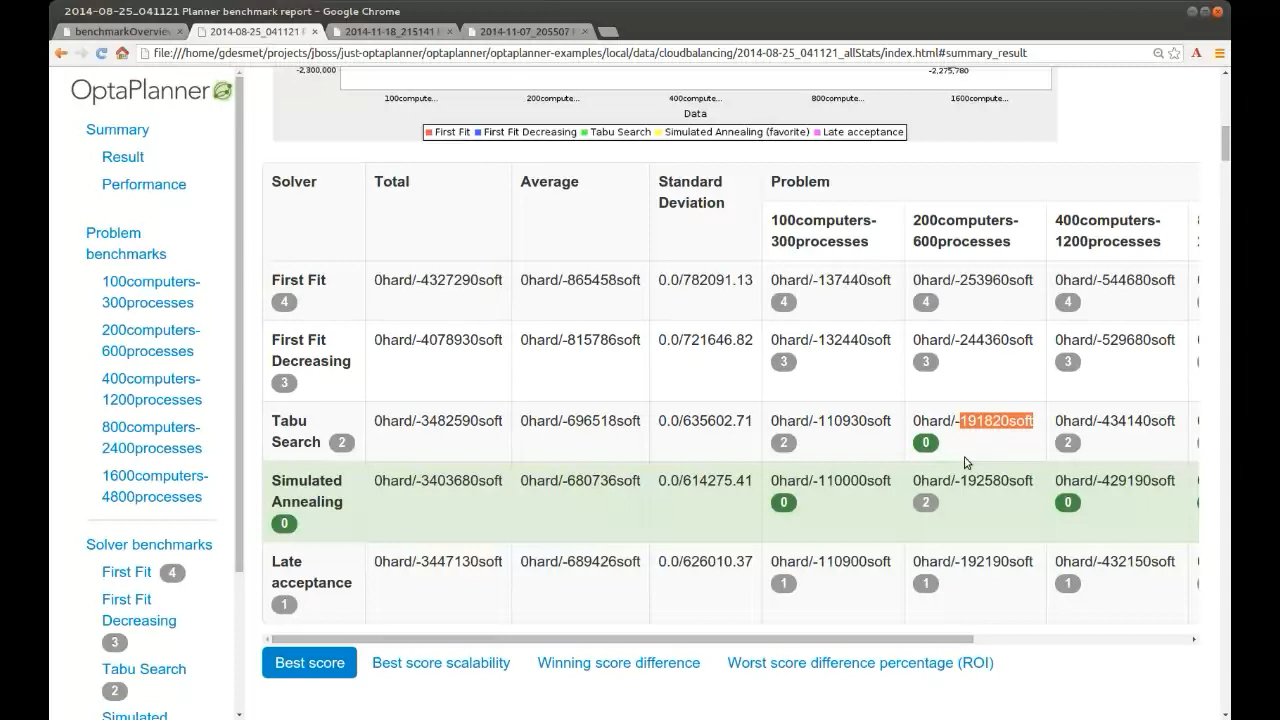 2014-08-25_041121 Planner benchmark report - Google Chrome
benchmarkOvervie
2014-08-25_041121 P
2014-11-18_215141
2014-11-07_205507
file:///home/gdesmet/projects/jboss/just-optaplanner/optaplanner/optaplanner-examples/local/data/cloudbalancing/2014-08-25_041121_allStats/index.html#summary_result
OptaPlanner
Summary
Result
Performance
Problem
benchmarks
100computers-
300processes
200computers-
600processes
400computers-
1200processes
800computers-
2400processes
1600computers-
4800processes
Solver benchmarks
First Fit 4
First Fit
Decreasing
3
Tabu Search
2
Simulated
-2,300,000
-2,275,780
100compute... 200compute... 400compute... 800compute... 1600compute...
Data
First Fit First Fit Decreasing Tabu Search Simulated Annealing (favorite) Late acceptance
Solver Total Average Standard Deviation Problem
100computers-300processes 200computers-600processes 400computers-1200processes
First Fit 4 0hard/-4327290soft 0hard/-865458soft 0.0/782091.13 0hard/-137440soft 4 0hard/-253960soft 4 0hard/-544680soft 4
First Fit Decreasing 3 0hard/-4078930soft 0hard/-815786soft 0.0/721646.82 0hard/-132440soft 3 0hard/-244360soft 3 0hard/-529680soft 3
Tabu Search 2 0hard/-3482590soft 0hard/-696518soft 0.0/635602.71 0hard/-110930soft 2 0hard/-191820soft 0 0hard/-434140soft 2
Simulated Annealing 0 0hard/-3403680soft 0hard/-680736soft 0.0/614275.41 0hard/-110000soft 0 0hard/-192580soft 2 0hard/-429190soft 0
Late acceptance 1 0hard/-3447130soft 0hard/-689426soft 0.0/626010.37 0hard/-110900soft 1 0hard/-192190soft 1 0hard/-432150soft 1
Best score Best score scalability Winning score difference Worst score difference percentage (ROI)